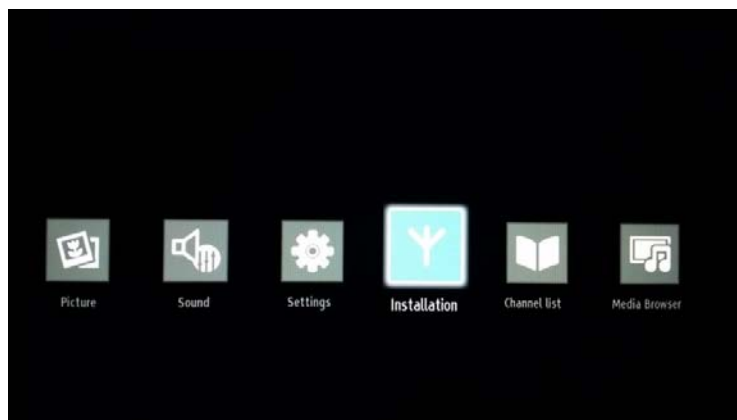 Picture
Sound
Settings
Installation
Channel list
Media Browser